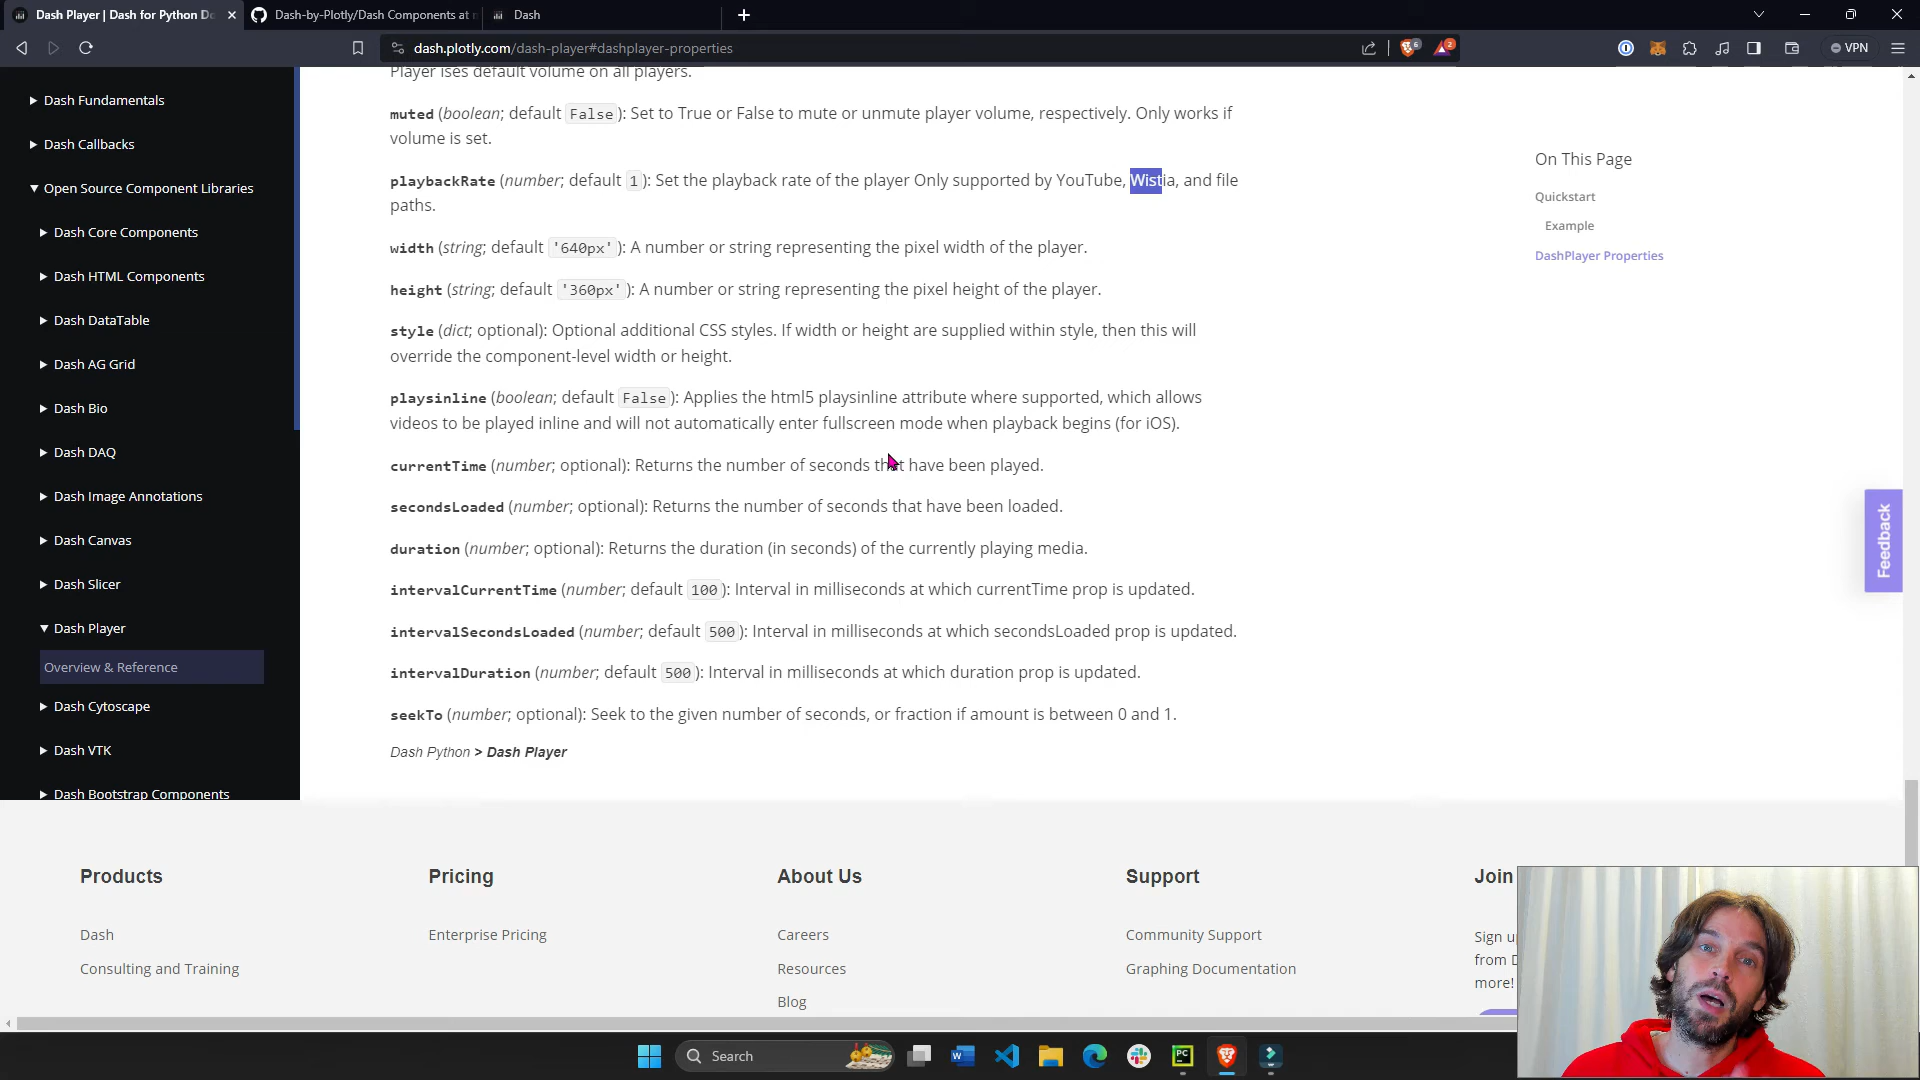 Dash Player | Dash for Python Do
Dash-by-Plotly/Dash Components at
Dash
dash.plotly.com/dash-player#dashplayer-properties
6
2
VPN
Dash Fundamentals
Dash Callbacks
Open Source Component Libraries
Dash Core Components
Dash HTML Components
Dash DataTable
Dash AG Grid
Dash Bio
Dash DAQ
Dash Image Annotations
Dash Canvas
Dash Slicer
Dash Player
Overview & Reference
Dash Cytoscape
Dash VTK
Dash Bootstrap Components
Player ises default volume on all players.
muted (boolean; default False): Set to True or False to mute or unmute player volume, respectively. Only works if
volume is set.
playbackRate (number; default 1): Set the playback rate of the player Only supported by YouTube, Wistia, and file
paths.
width (string; default '640px'): A number or string representing the pixel width of the player.
height (string; default '360px'): A number or string representing the pixel height of the player.
style (dict; optional): Optional additional CSS styles. If width or height are supplied within style, then this will
override the component-level width or height.
playsinline (boolean; default False): Applies the html5 playsinline attribute where supported, which allows
videos to be played inline and will not automatically enter fullscreen mode when playback begins (for iOS).
currentTime (number; optional): Returns the number of seconds that have been played.
secondsLoaded (number; optional): Returns the number of seconds that have been loaded.
duration (number; optional): Returns the duration (in seconds) of the currently playing media.
intervalCurrentTime (number; default 100): Interval in milliseconds at which currentTime prop is updated.
intervalSecondsLoaded (number; default 500): Interval in milliseconds at which secondsLoaded prop is updated.
intervalDuration (number; default 500): Interval in milliseconds at which duration prop is updated.
seekTo (number; optional): Seek to the given number of seconds, or fraction if amount is between 0 and 1.
Dash Python > Dash Player
On This Page
Quickstart
Example
DashPlayer Properties
Feedback
Products
Dash
Consulting and Training
Pricing
Enterprise Pricing
About Us
Careers
Resources
Blog
Support
Community Support
Graphing Documentation
Join
Sign u
from D
more!
Search
PC